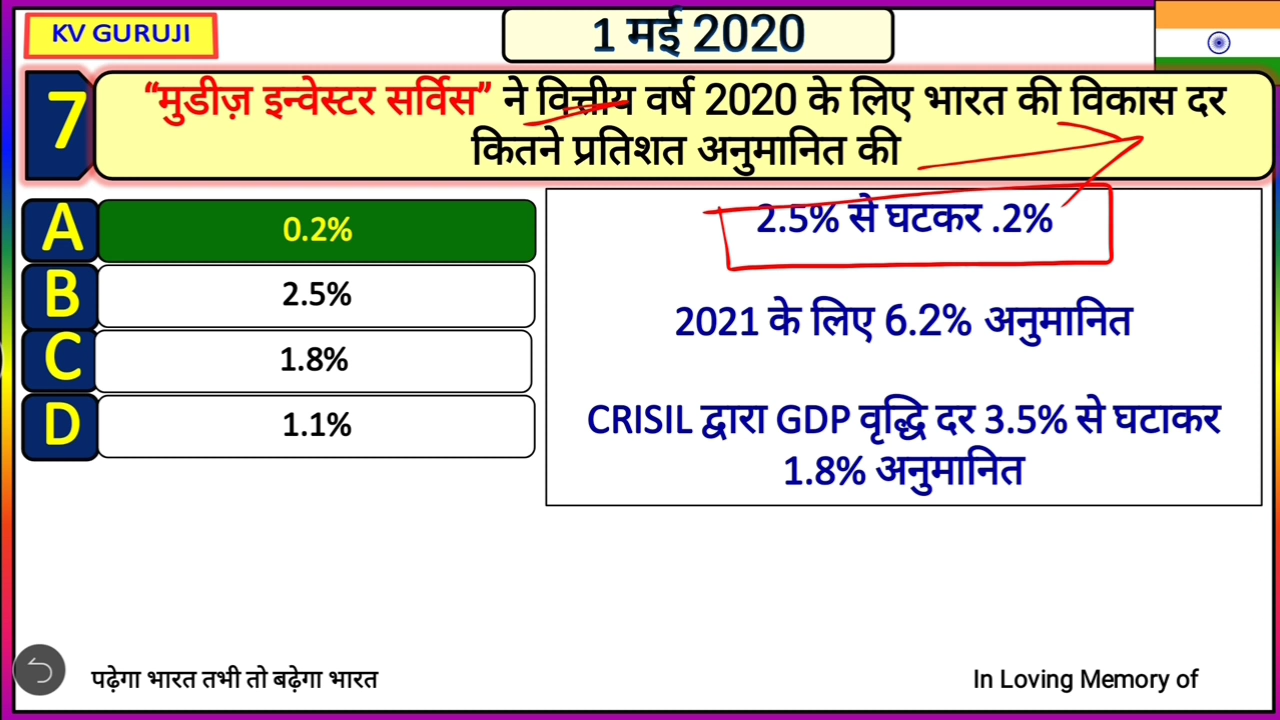 KV GURUJI
1 मई 2020
7
“मुडीज़ इन्वेस्टर सर्विस” ने वित्तीय वर्ष 2020 के लिए भारत की विकास दर
कितने प्रतिशत अनुमानित की
A
0.2%
B
2.5%
C
1.8%
D
1.1%
2.5% से घटकर .2%
2021 के लिए 6.2% अनुमानित
CRISIL द्वारा GDP वृद्धि दर 3.5% से घटाकर
1.8% अनुमानित
पढ़ेगा भारत तभी तो बढ़ेगा भारत
In Loving Memory of